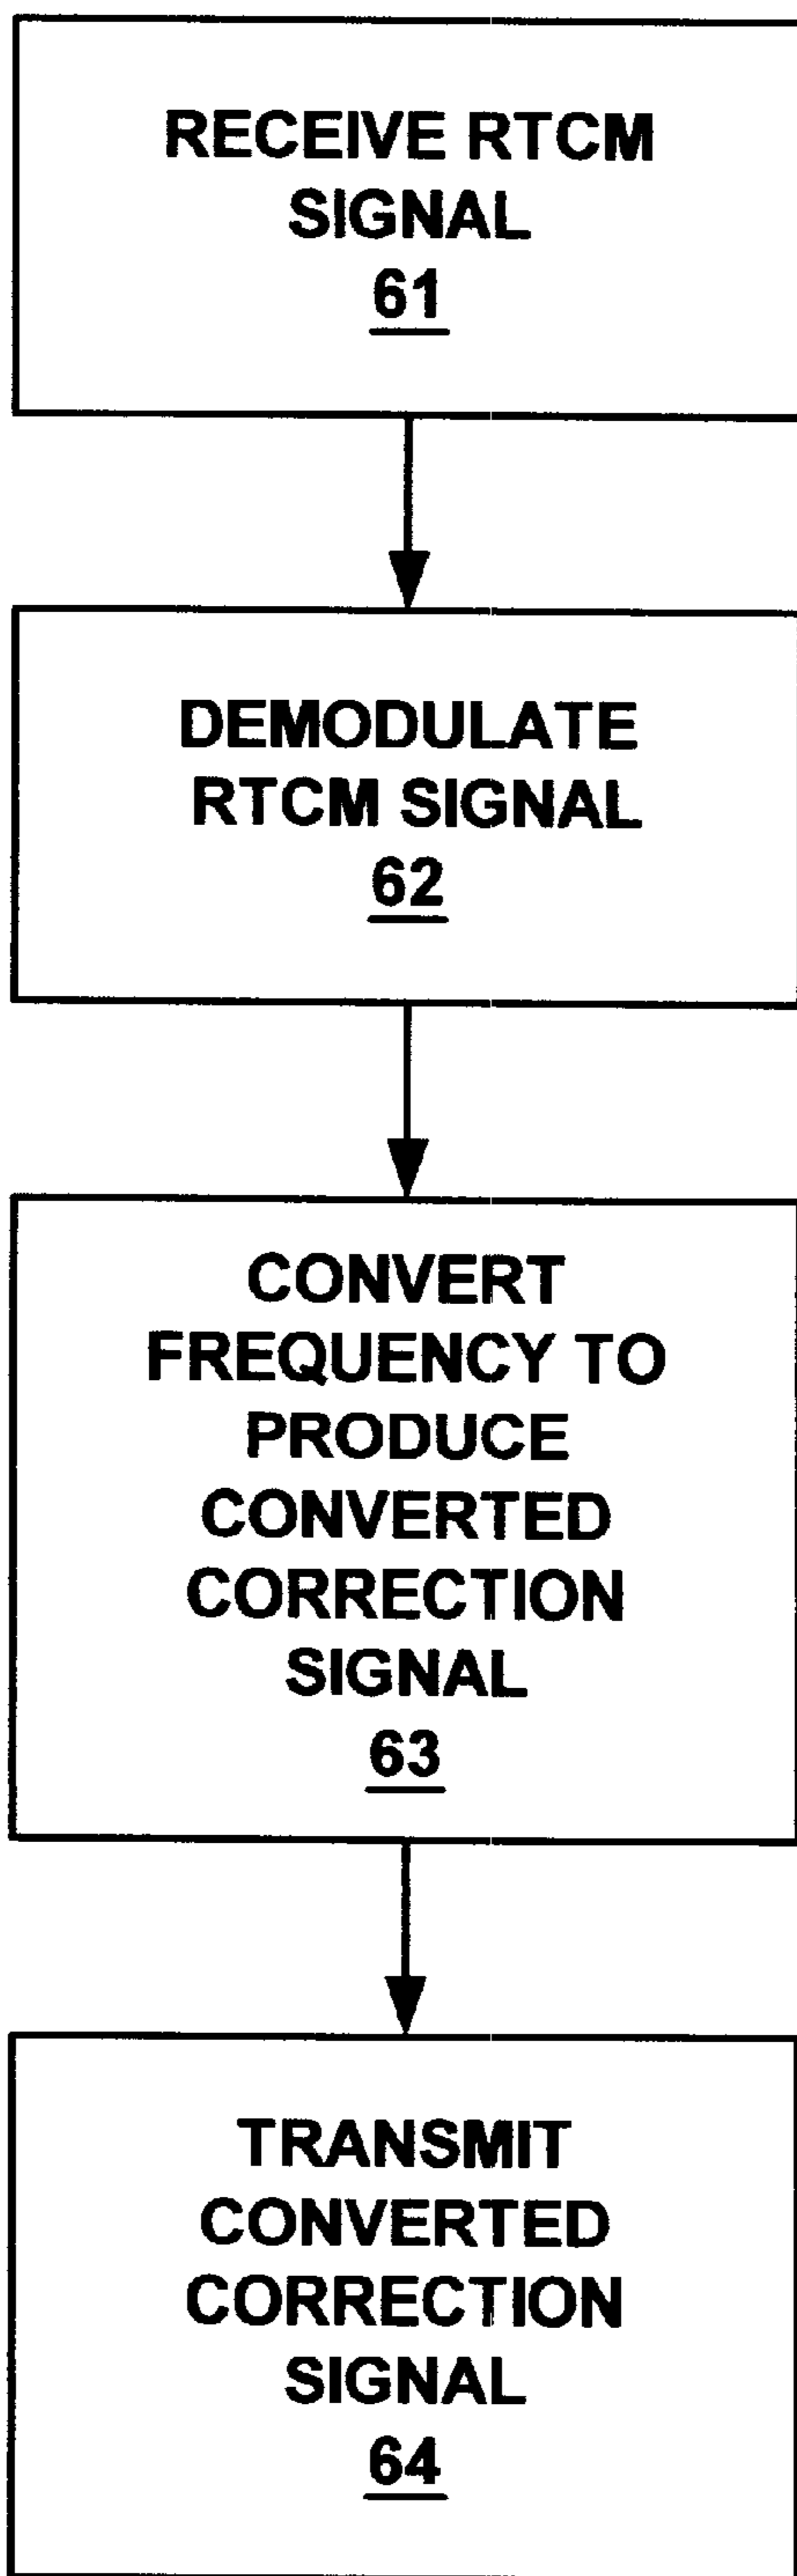 RECEIVE RTCM
SIGNAL
61
DEMODULATE
RTCM SIGNAL
62
CONVERT
FREQUENCY TO
PRODUCE
CONVERTED
CORRECTION
SIGNAL
63
TRANSMIT
CONVERTED
CORRECTION
SIGNAL
64